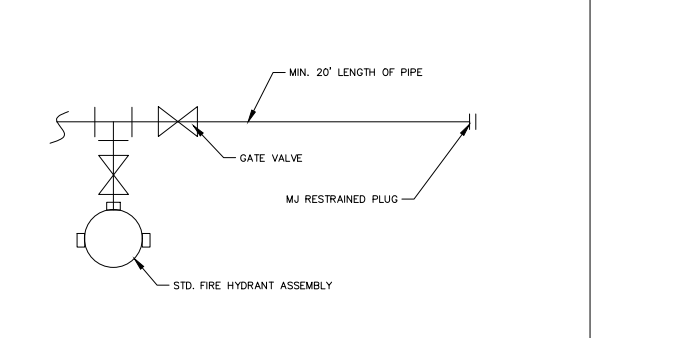 MIN. 20' LENGTH OF PIPE
GATE VALVE
MJ RESTRAINED PLUG
STD. FIRE HYDRANT ASSEMBLY